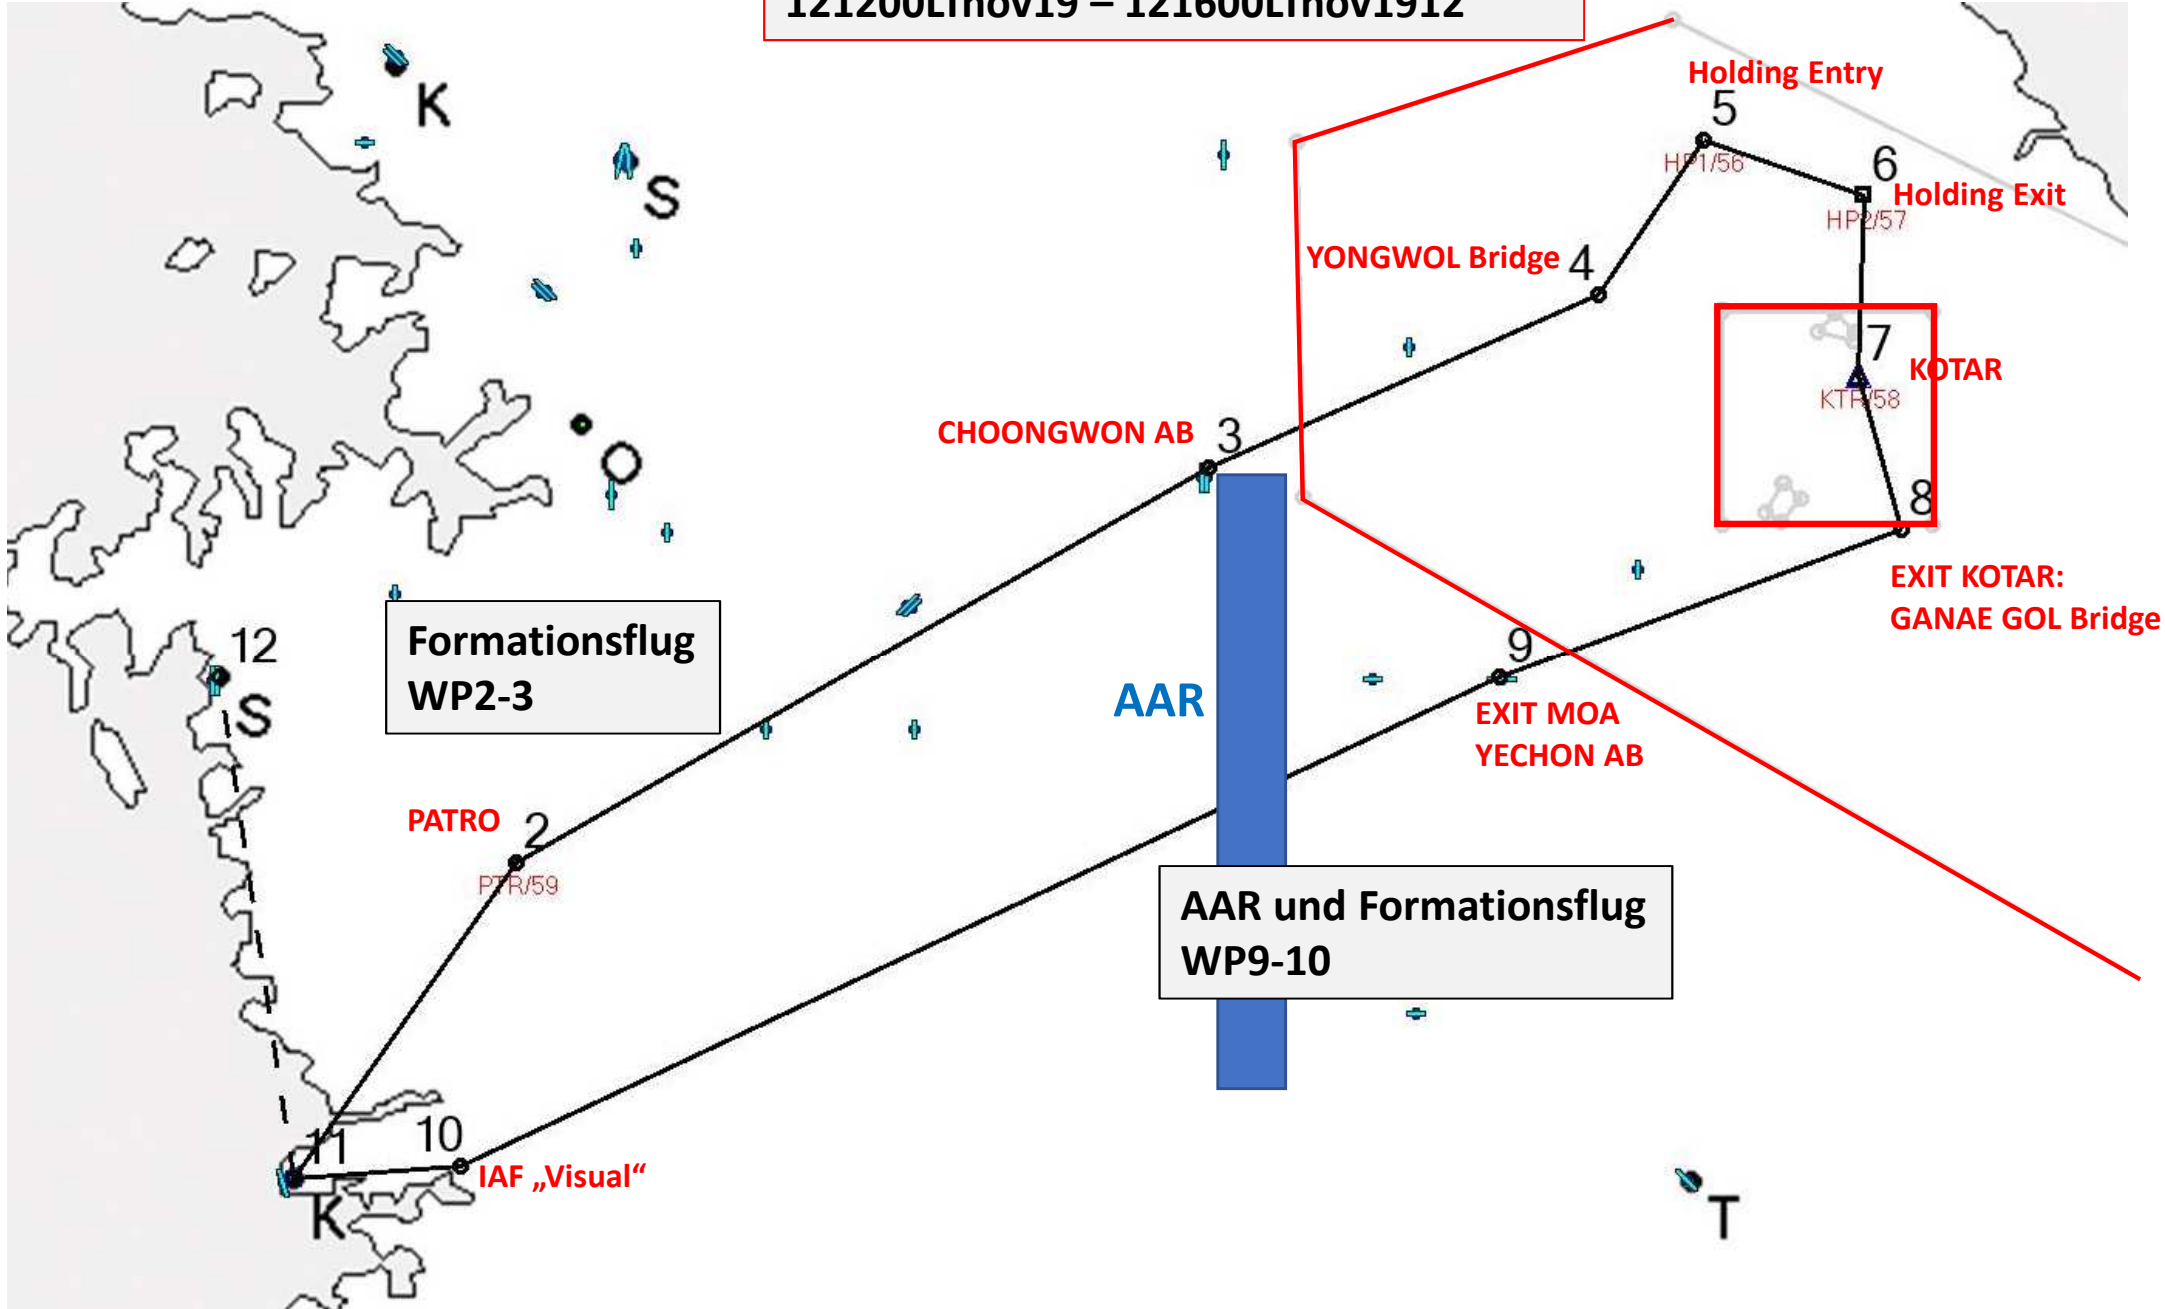 121200LTnov19 – 121600LTnov1912
Holding Entry
K
5
HP1/56
S
6
Holding Exit
HP2/57
YONGWOL Bridge
4
7
KOTAR
KTR/58
CHOONGWON AB
3
O
8
EXIT KOTAR:
GANAE GOL Bridge
12
S
Formationsflug
WP2-3
9
AAR
EXIT MOA
YECHON AB
PATRO
2
PTR/59
AAR und Formationsflug
WP9-10
11
10
IAF „Visual“
K
T